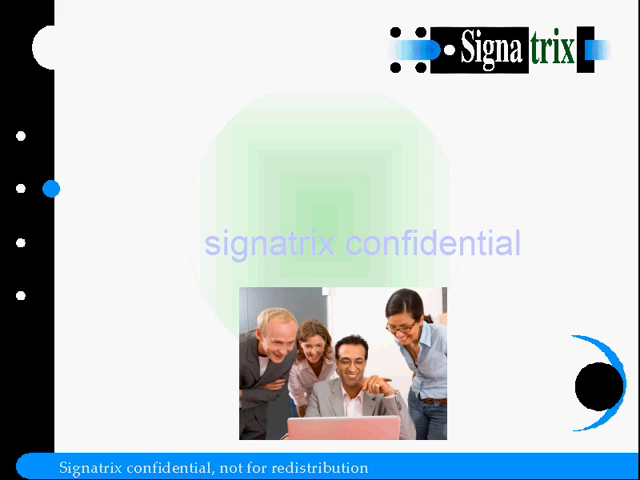 Signatrix
signatrix confidential
Signatrix confidential, not for redistribution